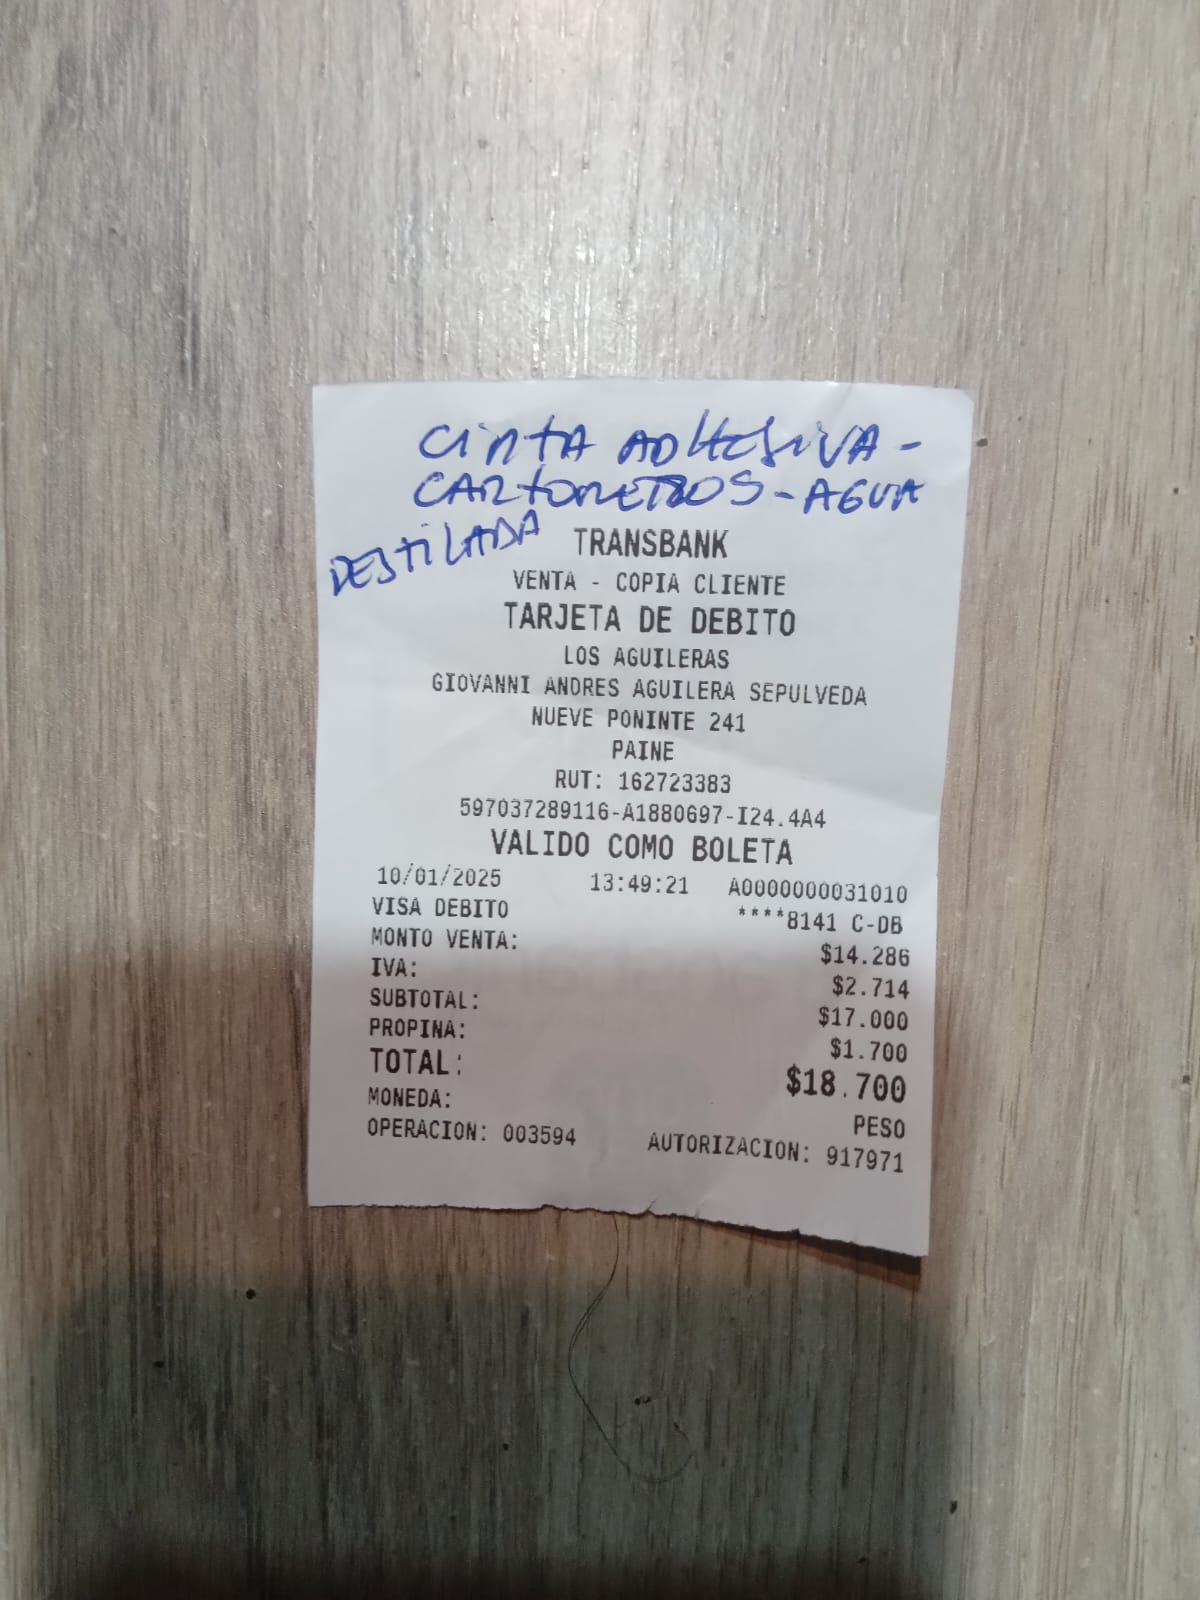 CINTA ADHESIVA -
CARTONETROS - AGUA
DESTILADA
TRANSBANK
VENTA - COPIA CLIENTE
TARJETA DE DEBITO
LOS AGUILERAS
GIOVANNI ANDRES AGUILERA SEPULVEDA
NUEVE PONINTE 241
PAINE
RUT: 162723383
597037289116-A1880697-I24.4A4
VALIDO COMO BOLETA
10/01/2025 13:49:21 A0000000031010
VISA DEBITO ****8141 C-DB
MONTO VENTA: $14.286
IVA: $2.714
SUBTOTAL: $17.000
PROPINA: $1.700
TOTAL: $18.700
MONEDA: PESO
OPERACION: 003594 AUTORIZACION: 917971